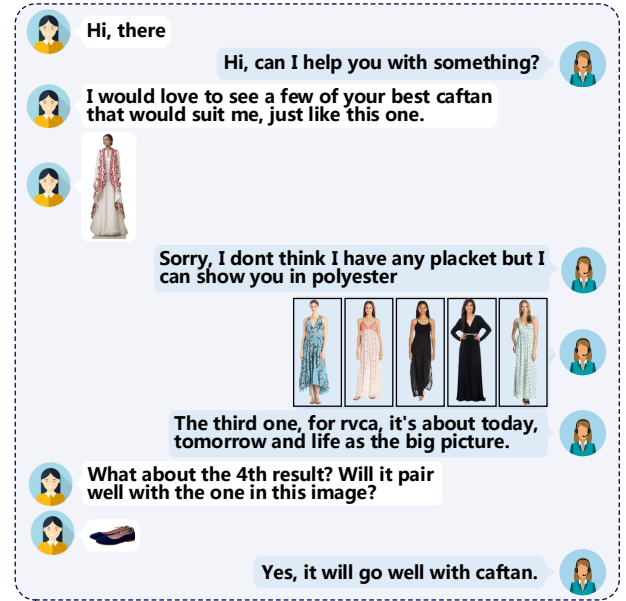 Hi, there
Hi, can I help you with something?
I would love to see a few of your best caftan
that would suit me, just like this one.
Sorry, I dont think I have any placket but I
can show you in polyester
The third one, for rvca, it's about today,
tomorrow and life as the big picture.
What about the 4th result? Will it pair
well with the one in this image?
Yes, it will go well with caftan.